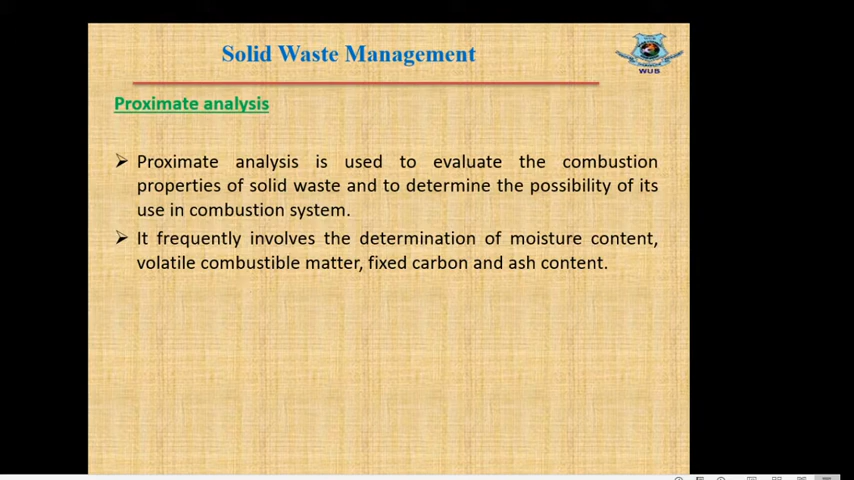 Solid Waste Management
WUB
Proximate analysis
➢ Proximate analysis is used to evaluate the combustion
properties of solid waste and to determine the possibility of its
use in combustion system.
➢ It frequently involves the determination of moisture content,
volatile combustible matter, fixed carbon and ash content.